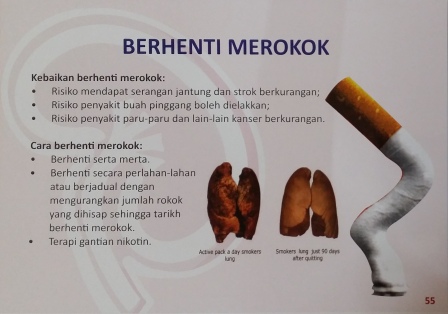 BERHENTI MEROKOK
Kebaikan berhenti merokok:
• Risiko mendapat serangan jantung dan strok berkurangan;
• Risiko penyakit buah pinggang boleh dielakkan;
• Risiko penyakit paru-paru dan lain-lain kanser berkurangan.
Cara berhenti merokok:
• Berhenti serta merta.
• Berhenti secara perlahan-lahan
atau berjadual dengan
mengurangkan jumlah rokok
yang dihisap sehingga tarikh
berhenti merokok.
• Terapi gantian nikotin.
Active pack a day smokers
lung
Smokers lung just 90 days
after quitting
55